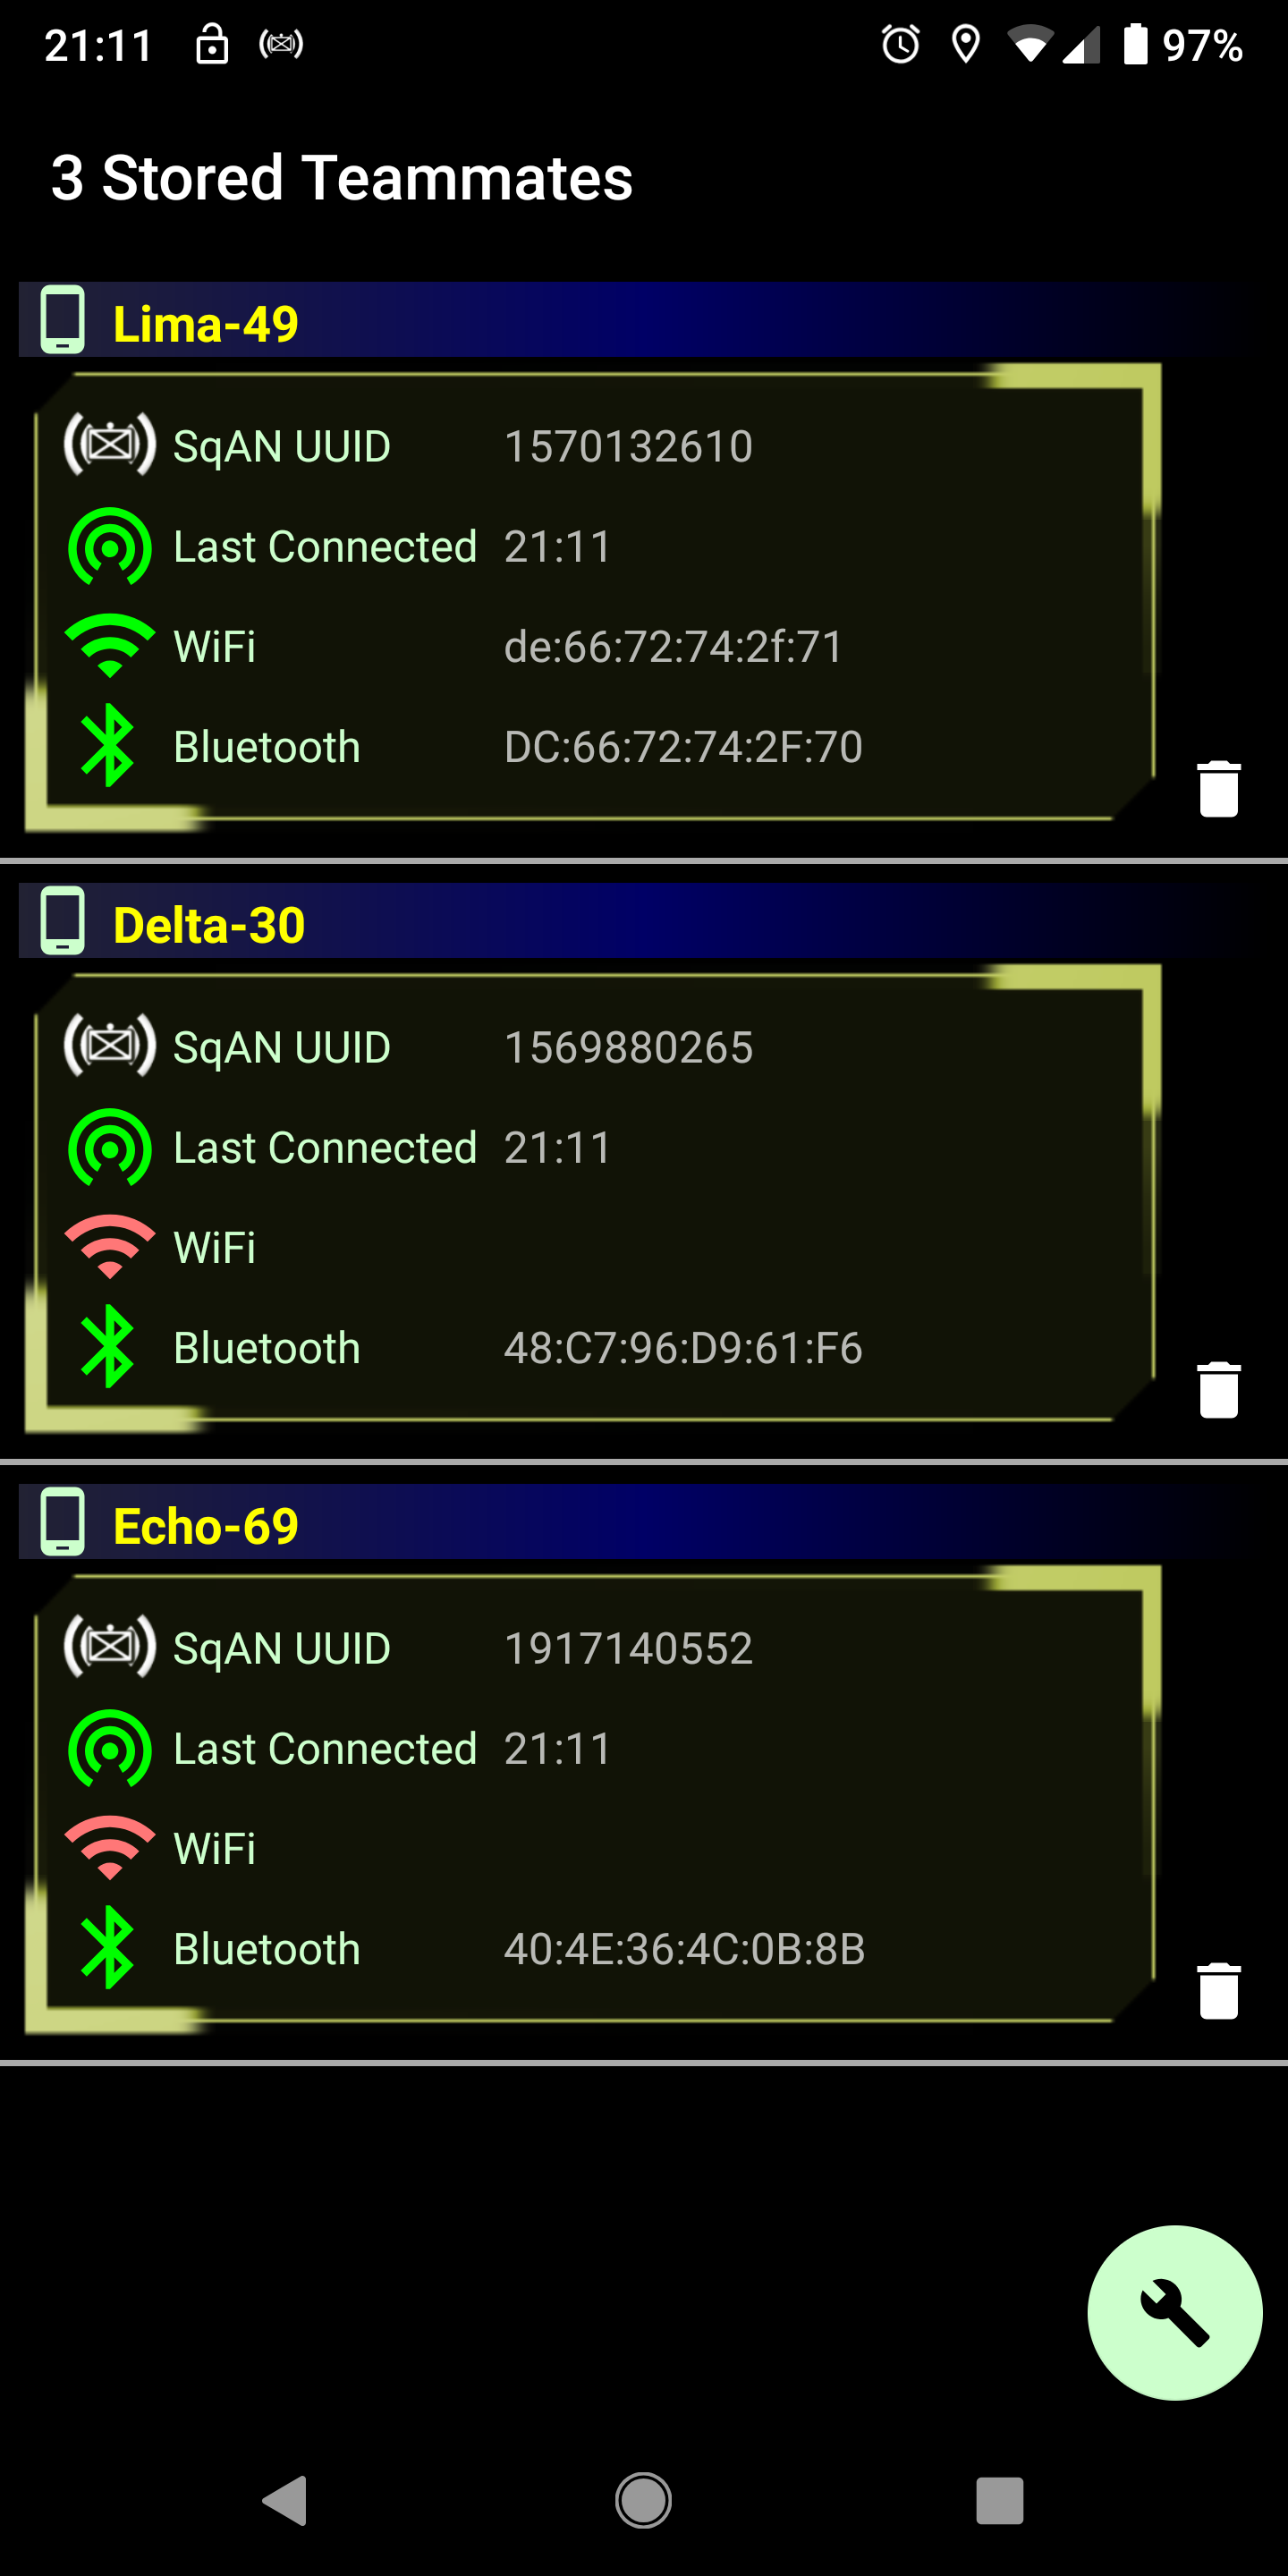 21:11 97%
3 Stored Teammates
Lima-49
SqAN UUID 1570132610
Last Connected 21:11
WiFi de:66:72:74:2f:71
Bluetooth DC:66:72:74:2F:70
Delta-30
SqAN UUID 1569880265
Last Connected 21:11
WiFi
Bluetooth 48:C7:96:D9:61:F6
Echo-69
SqAN UUID 1917140552
Last Connected 21:11
WiFi
Bluetooth 40:4E:36:4C:0B:8B